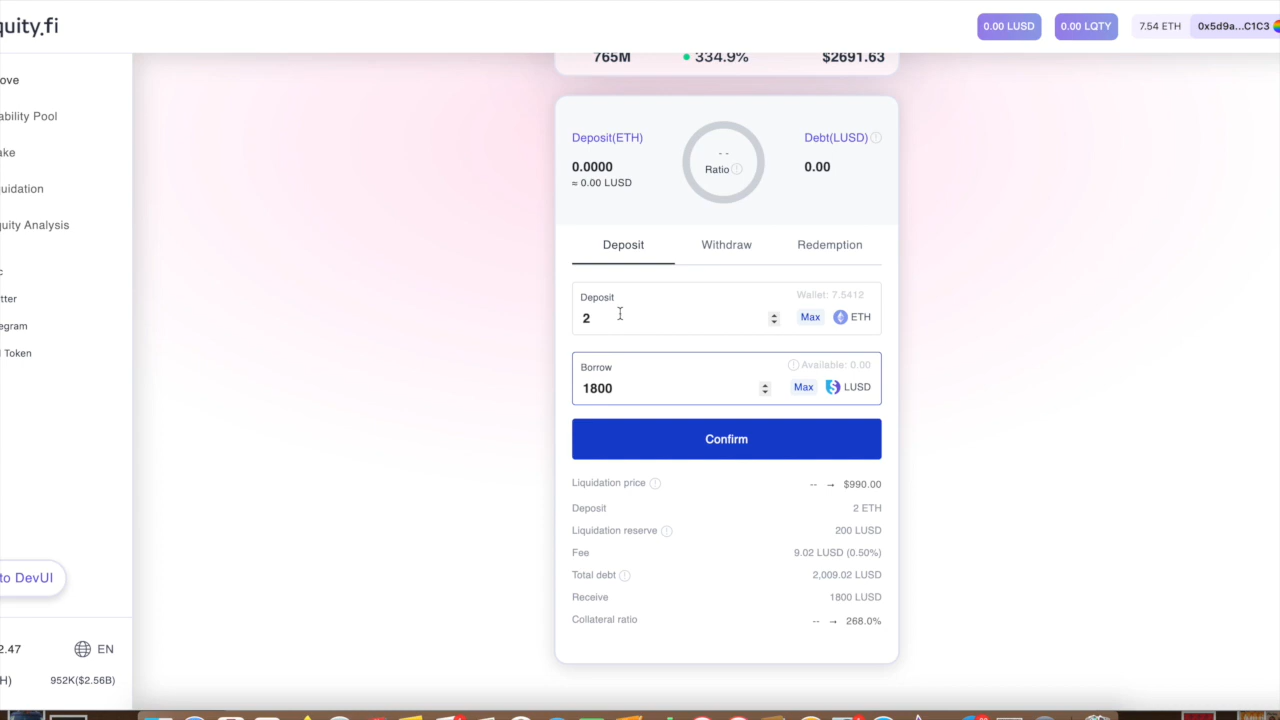 quity.fi
0.00 LUSD
0.00 LQTY
7.54 ETH
0x5d9a...C1C3
ove
ability Pool
ake
uidation
quity Analysis
c
tter
egram
l Token
to DevUI
2.47
EN
H)
952K($2.56B)
765M
334.9%
$2691.63
Deposit(ETH)
0.0000
≈ 0.00 LUSD
- -
Ratio
Debt(LUSD)
0.00
Deposit
Withdraw
Redemption
Deposit
Wallet: 7.5412
2
Max
ETH
Borrow
Available: 0.00
1800
Max
LUSD
Confirm
Liquidation price
-- → $990.00
Deposit
2 ETH
Liquidation reserve
200 LUSD
Fee
9.02 LUSD (0.50%)
Total debt
2,009.02 LUSD
Receive
1800 LUSD
Collateral ratio
-- → 268.0%